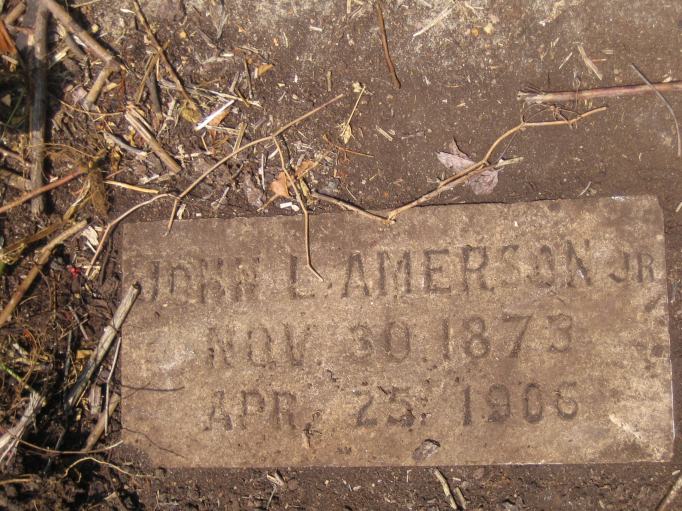 JOHN L. AMERSON JR
NOV. 30. 1873
APR. 25, 1906